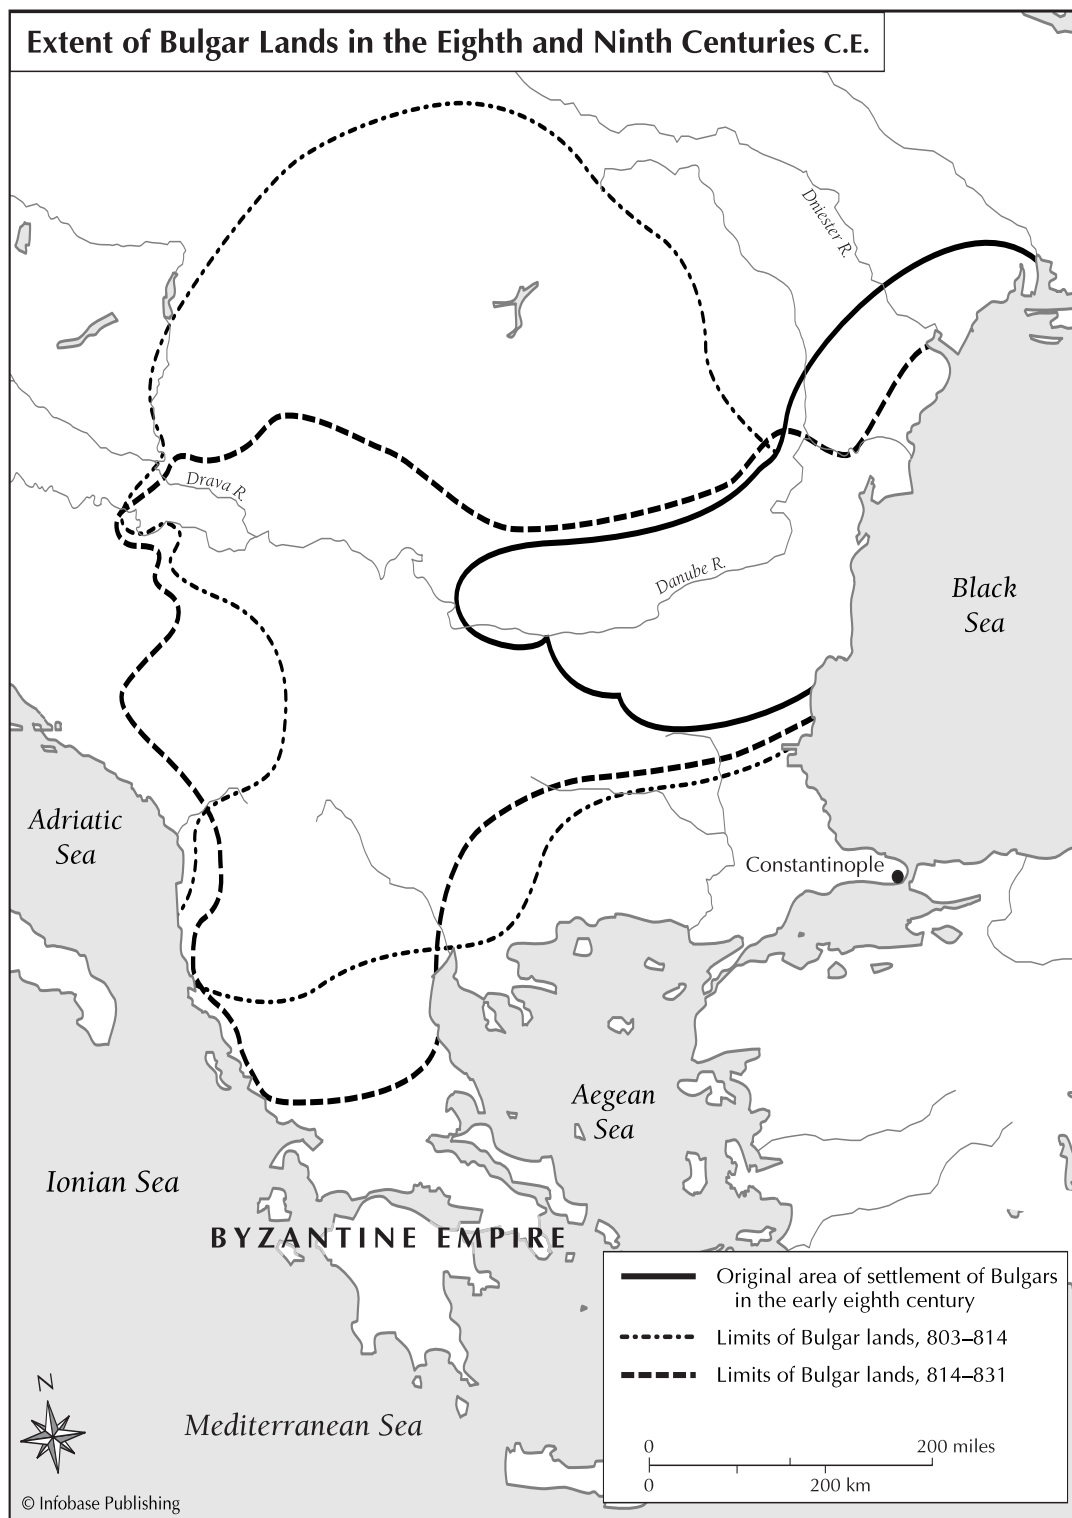 Extent of Bulgar Lands in the Eighth and Ninth Centuries C.E.
Dniester R.
Drava R.
Danube R.
Black
Sea
Adriatic
Sea
Constantinople
Aegean
Sea
Ionian Sea
BYZANTINE EMPIRE
Original area of settlement of Bulgars
in the early eighth century
Limits of Bulgar lands, 803–814
Limits of Bulgar lands, 814–831
N
Mediterranean Sea
0 200 miles
0 200 km
© Infobase Publishing